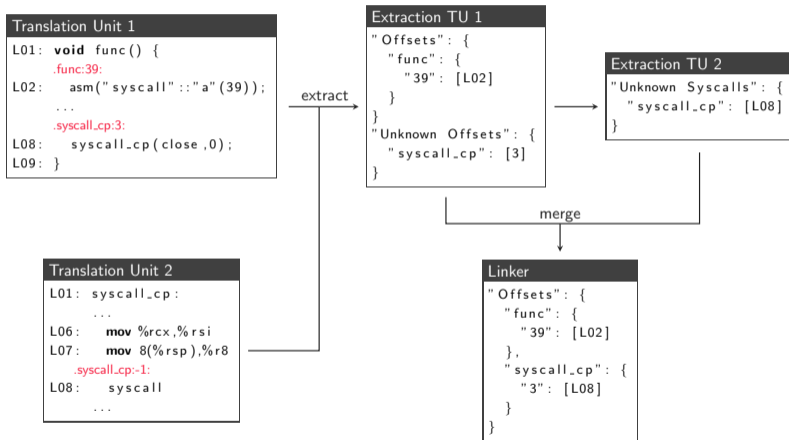 Translation Unit 1
L01: void func() {
.func:39:
L02: asm("syscall"::"a"(39));
...
.syscall_cp:3:
L08: syscall_cp(close,0);
L09: }
extract
Extraction TU 1
"Offsets": {
"func": {
"39": [L02]
}
}
"Unknown Offsets": {
"syscall_cp": [3]
}
Extraction TU 2
"Unknown Syscalls": {
"syscall_cp": [L08]
}
merge
Translation Unit 2
L01: syscall_cp:
...
L06: mov %rcx,%rsi
L07: mov 8(%rsp),%r8
.syscall_cp:-1:
L08: syscall
...
Linker
"Offsets": {
"func": {
"39": [L02]
},
"syscall_cp": {
"3": [L08]
}
}